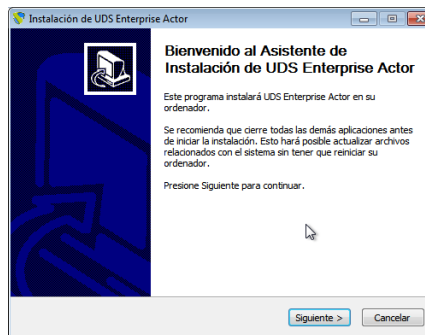 Instalación de UDS Enterprise Actor
Bienvenido al Asistente de
Instalación de UDS Enterprise Actor
Este programa instalará UDS Enterprise Actor en su
ordenador.
Se recomienda que cierre todas las demás aplicaciones antes
de iniciar la instalación. Esto hará posible actualizar archivos
relacionados con el sistema sin tener que reiniciar su
ordenador.
Presione Siguiente para continuar.
Siguiente >
Cancelar